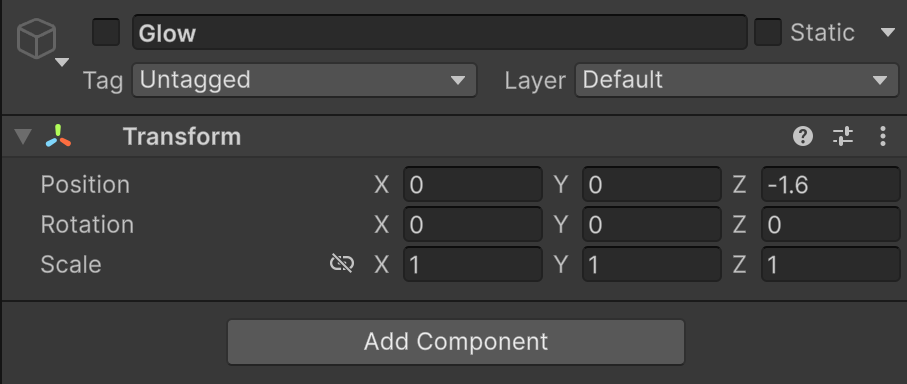 Glow Static
Tag Untagged Layer Default
Transform
Position X 0 Y 0 Z -1.6
Rotation X 0 Y 0 Z 0
Scale X 1 Y 1 Z 1
Add Component